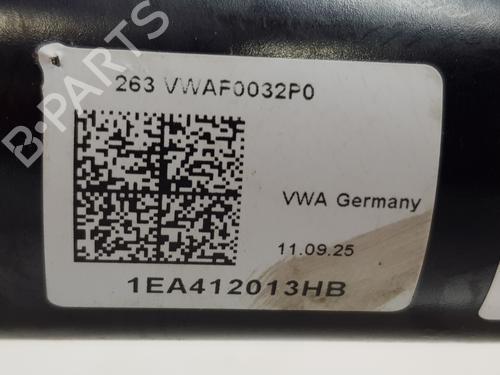 263 VWAF0032P0
VWA Germany
11.09.25
1EA412013HB
B-PARTS